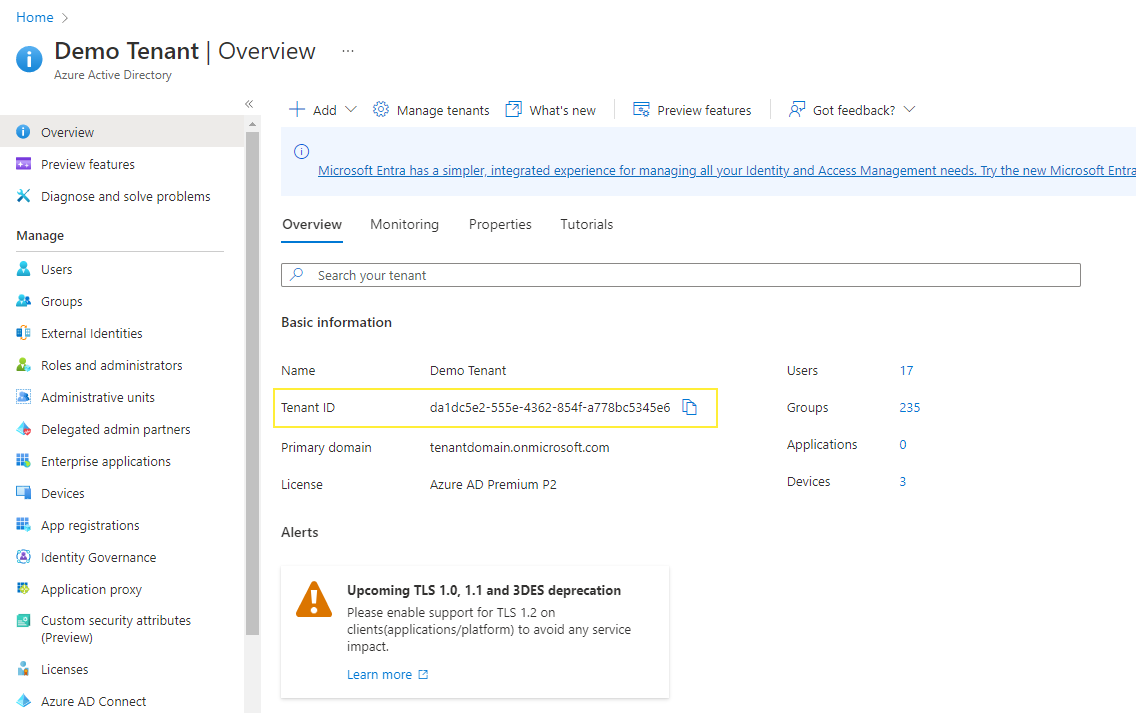 Home
Demo Tenant | Overview ...
Azure Active Directory
Overview
Preview features
Diagnose and solve problems
Manage
Users
Groups
External Identities
Roles and administrators
Administrative units
Delegated admin partners
Enterprise applications
Devices
App registrations
Identity Governance
Application proxy
Custom security attributes
(Preview)
Licenses
Azure AD Connect
Add Manage tenants What's new Preview features Got feedback?
Microsoft Entra has a simpler, integrated experience for managing all your Identity and Access Management needs. Try the new Microsoft Entra
Overview Monitoring Properties Tutorials
Search your tenant
Basic information
Name Demo Tenant Users 17
Tenant ID da1dc5e2-555e-4362-854f-a778bc5345e6 Groups 235
Primary domain tenantdomain.onmicrosoft.com Applications 0
License Azure AD Premium P2 Devices 3
Alerts
Upcoming TLS 1.0, 1.1 and 3DES deprecation
Please enable support for TLS 1.2 on
clients(applications/platform) to avoid any service
impact.
Learn more